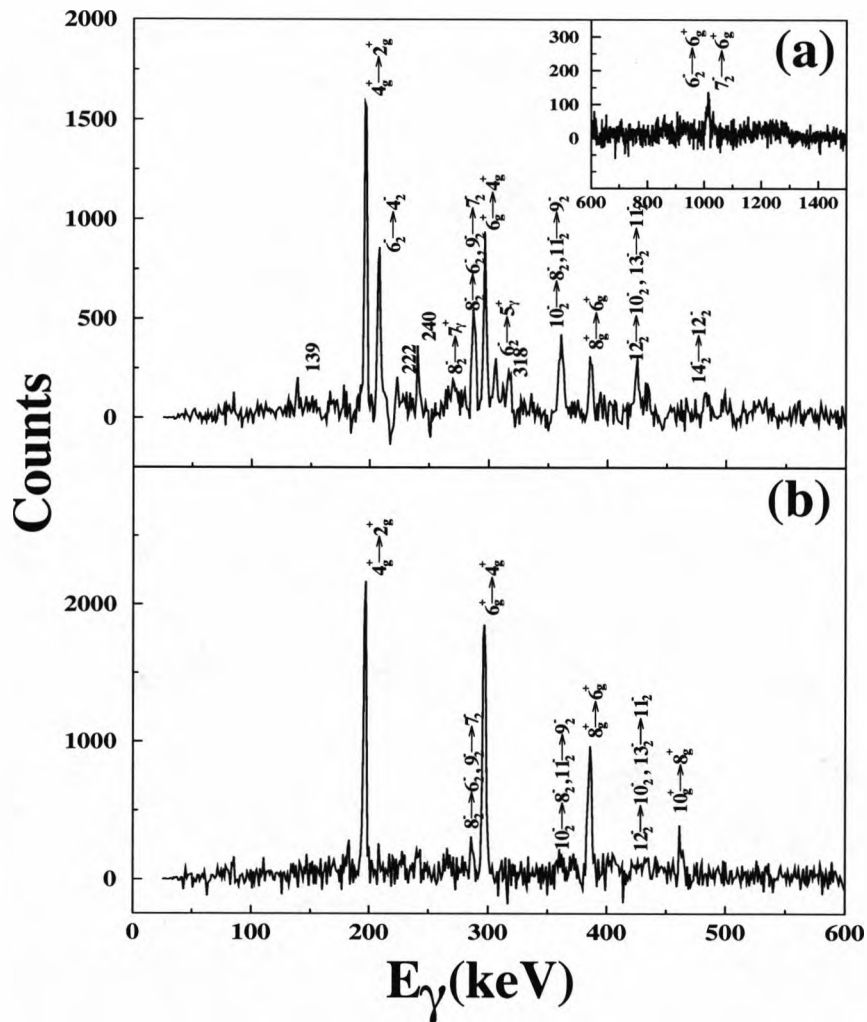 Counts
2000
1500
1000
500
0
(a)
300
200
100
0
600 800 1000 1200 1400
6₂⁻→6g⁺
7₂⁻→6g⁺
139
4g⁺→2g⁺
6₂⁻→4₂⁻
222
240
8₂⁻→7γ⁺
8₂⁻→6₂⁻, 9₂⁻→7₂⁻
6g⁺→4g⁺
6₂⁻→5γ⁺
318
10₂⁻→8₂⁻, 11₂⁻→9₂⁻
8g⁺→6g⁺
12₂⁻→10₂⁻, 13₂⁻→11⁻
14₂⁻→12₂⁻
(b)
2000
1000
0
4g⁺→2g⁺
8₂⁻→6₂⁻, 9₂⁻→7₂⁻
6g⁺→4g⁺
10₂⁻→8₂⁻, 11₂⁻→9₂⁻
8g⁺→6g⁺
12₂⁻→10₂⁻, 13₂⁻→11₂⁻
10g⁺→8g⁺
0 100 200 300 400 500 600
Eγ(keV)